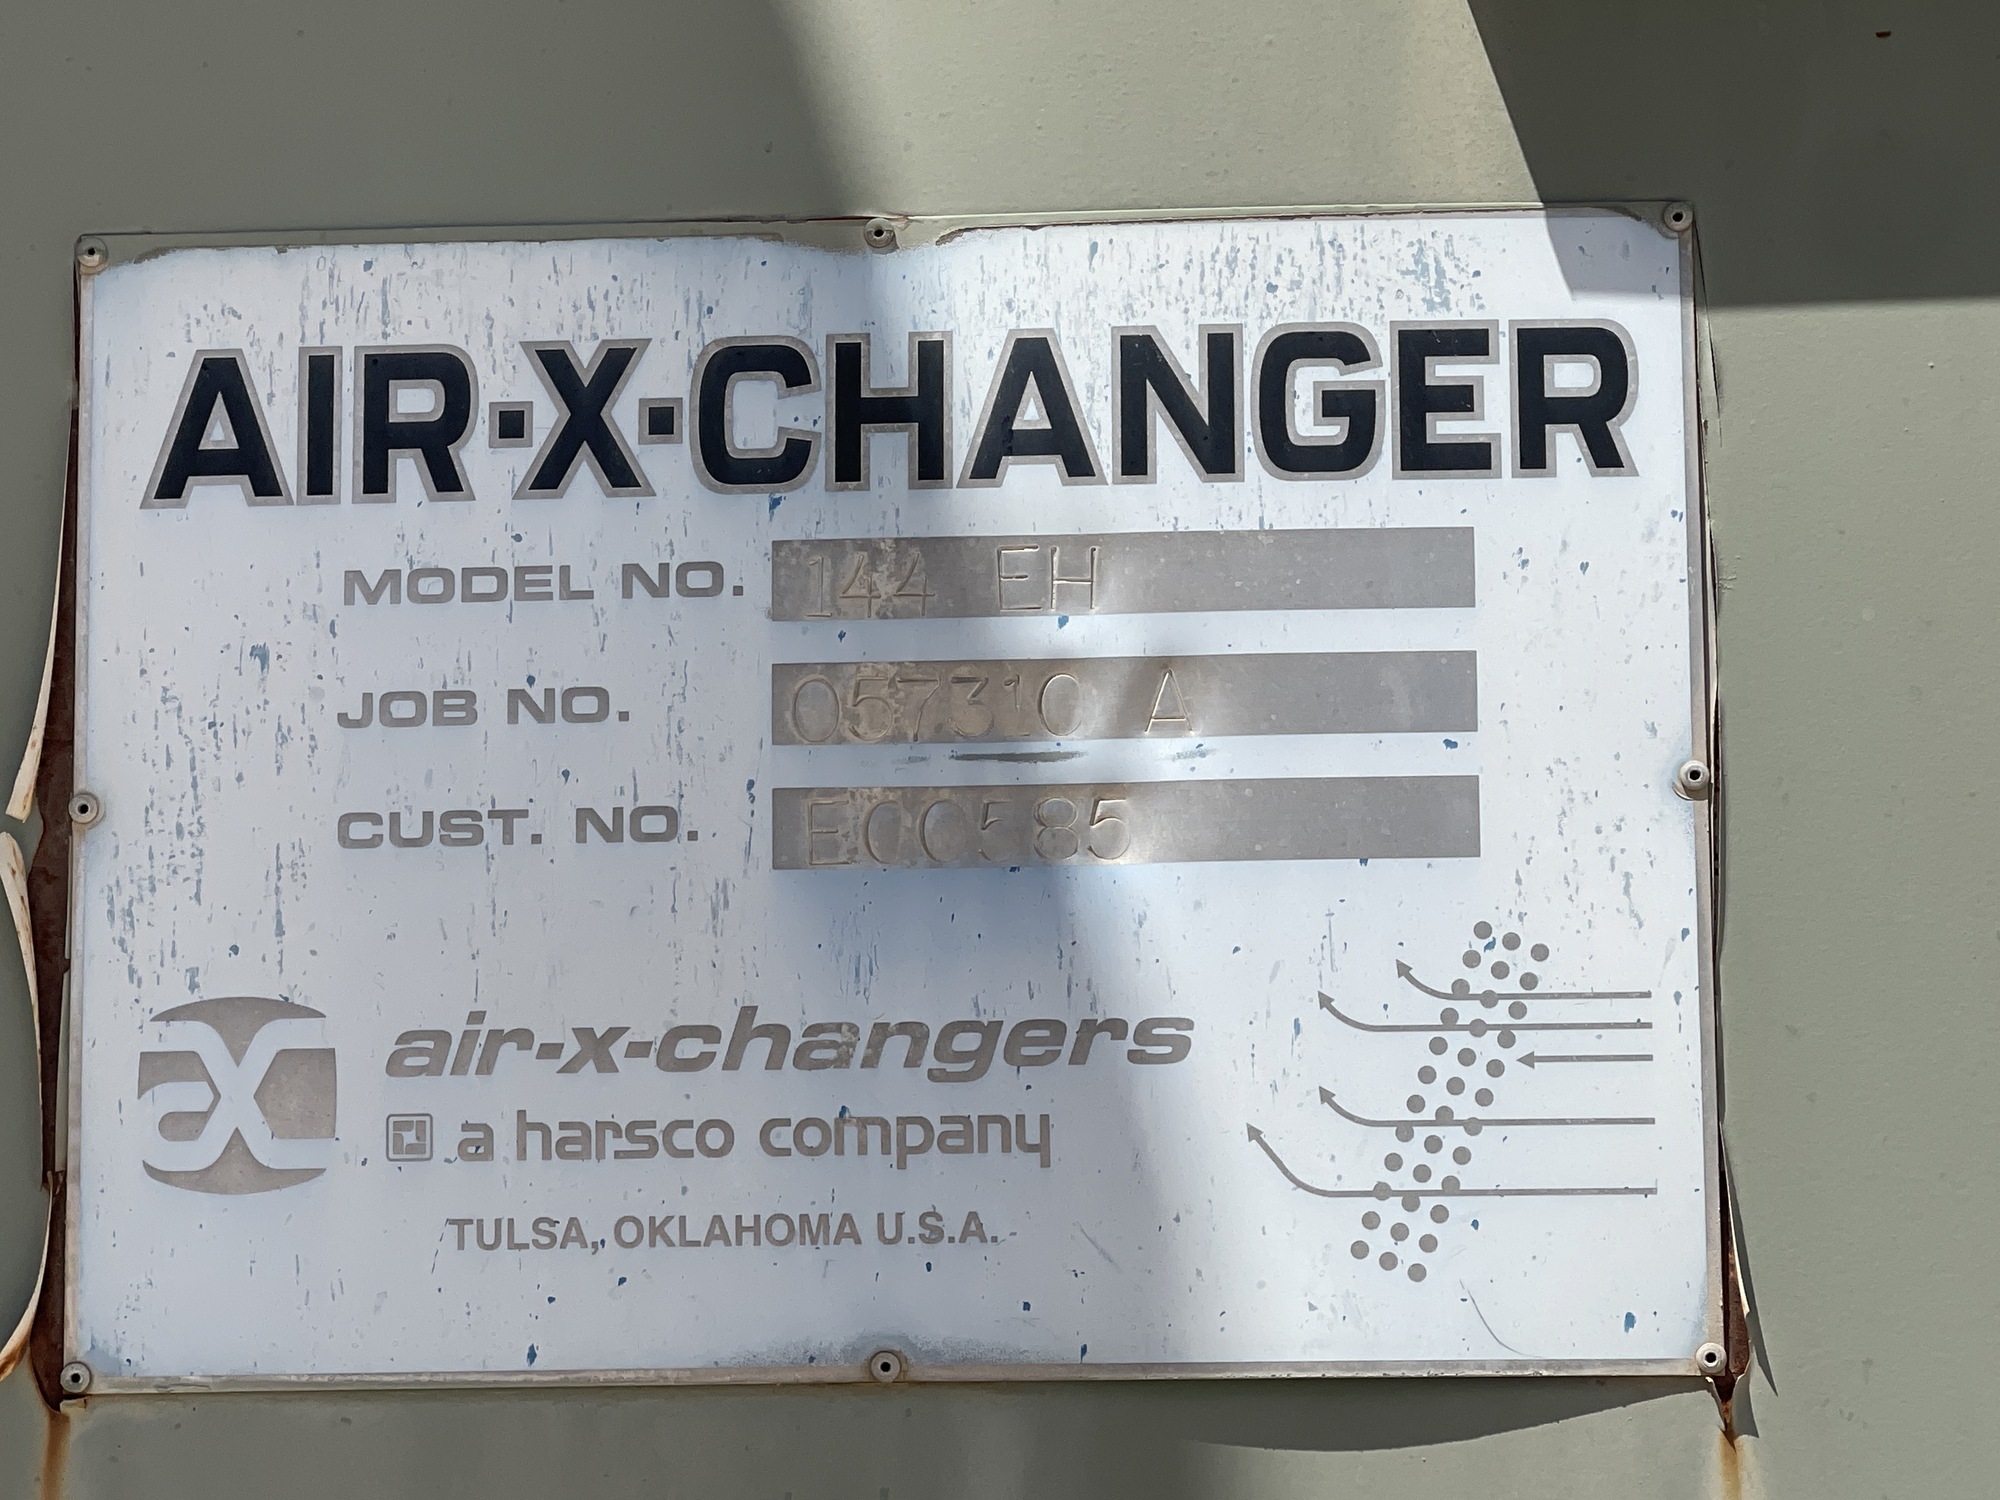 AIR·X·CHANGER
MODEL NO. 144 EH
JOB NO. 057310 A
CUST. NO. EC0585
air-x-changers
a harsco company
TULSA, OKLAHOMA U.S.A.